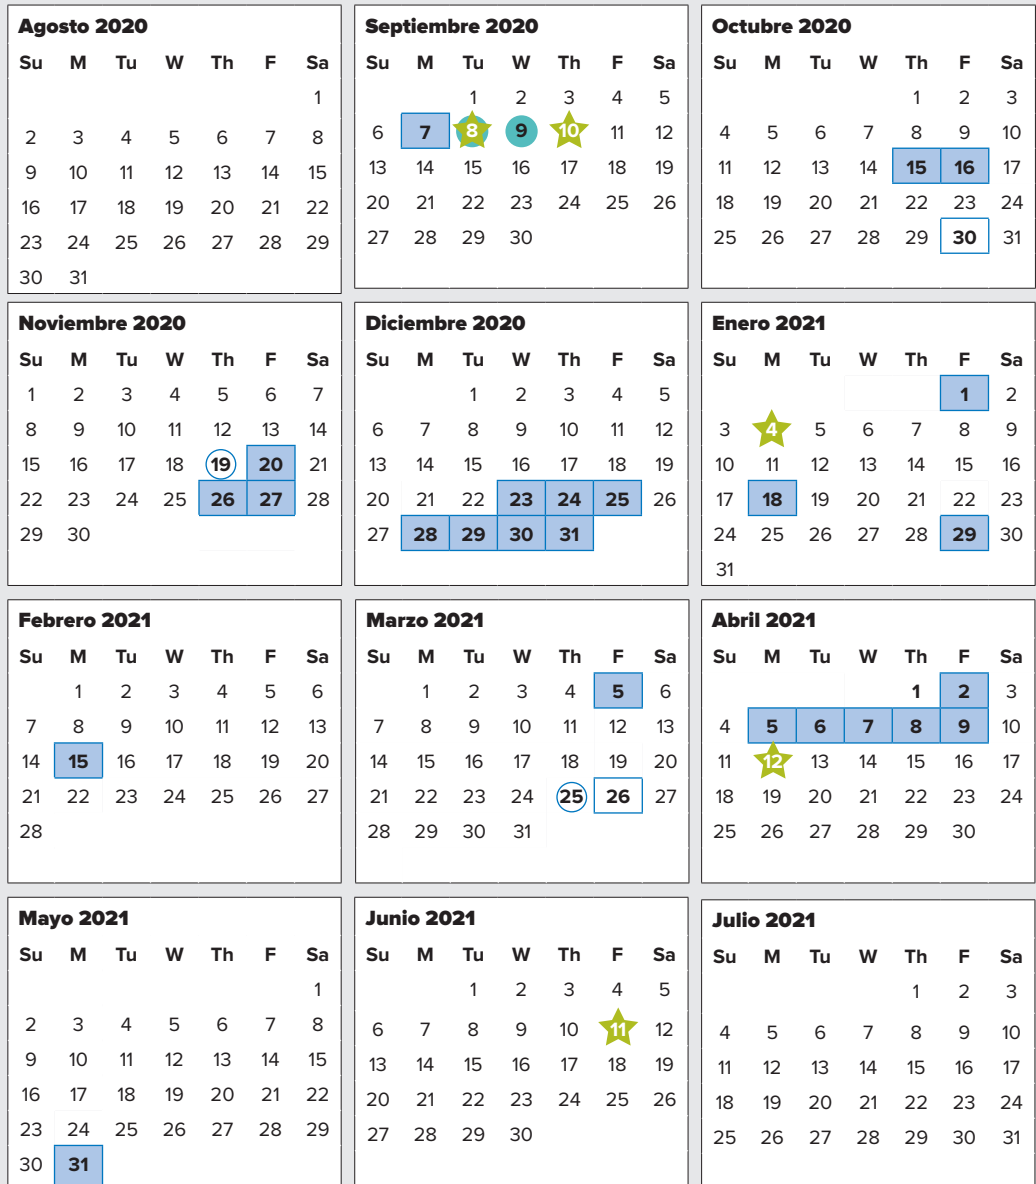 Agosto 2020
Su M Tu W Th F Sa
1
2 3 4 5 6 7 8
9 10 11 12 13 14 15
16 17 18 19 20 21 22
23 24 25 26 27 28 29
30 31
Septiembre 2020
Su M Tu W Th F Sa
1 2 3 4 5
6 7 8 9 10 11 12
13 14 15 16 17 18 19
20 21 22 23 24 25 26
27 28 29 30
Octubre 2020
Su M Tu W Th F Sa
1 2 3
4 5 6 7 8 9 10
11 12 13 14 15 16 17
18 19 20 21 22 23 24
25 26 27 28 29 30 31
Noviembre 2020
Su M Tu W Th F Sa
1 2 3 4 5 6 7
8 9 10 11 12 13 14
15 16 17 18 19 20 21
22 23 24 25 26 27 28
29 30
Diciembre 2020
Su M Tu W Th F Sa
1 2 3 4 5
6 7 8 9 10 11 12
13 14 15 16 17 18 19
20 21 22 23 24 25 26
27 28 29 30 31
Enero 2021
Su M Tu W Th F Sa
1 2
3 4 5 6 7 8 9
10 11 12 13 14 15 16
17 18 19 20 21 22 23
24 25 26 27 28 29 30
31
Febrero 2021
Su M Tu W Th F Sa
1 2 3 4 5 6
7 8 9 10 11 12 13
14 15 16 17 18 19 20
21 22 23 24 25 26 27
28
Marzo 2021
Su M Tu W Th F Sa
1 2 3 4 5 6
7 8 9 10 11 12 13
14 15 16 17 18 19 20
21 22 23 24 25 26 27
28 29 30 31
Abril 2021
Su M Tu W Th F Sa
1 2 3
4 5 6 7 8 9 10
11 12 13 14 15 16 17
18 19 20 21 22 23 24
25 26 27 28 29 30
Mayo 2021
Su M Tu W Th F Sa
1
2 3 4 5 6 7 8
9 10 11 12 13 14 15
16 17 18 19 20 21 22
23 24 25 26 27 28 29
30 31
Junio 2021
Su M Tu W Th F Sa
1 2 3 4 5
6 7 8 9 10 11 12
13 14 15 16 17 18 19
20 21 22 23 24 25 26
27 28 29 30
Julio 2021
Su M Tu W Th F Sa
1 2 3
4 5 6 7 8 9 10
11 12 13 14 15 16 17
18 19 20 21 22 23 24
25 26 27 28 29 30 31